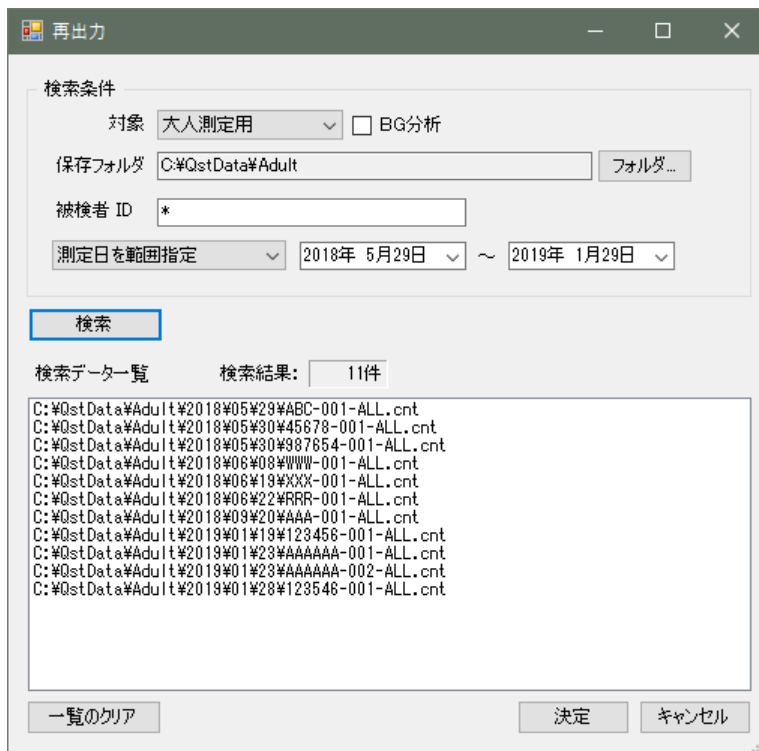 再出力
検索条件
対象 大人測定用 BG分析
保存フォルダ C:¥QstData¥Adult フォルダ...
被検者 ID *
測定日を範囲指定 2018年 5月29日 ～ 2019年 1月29日
検索
検索データ一覧 検索結果: 11件
C:¥QstData¥Adult¥2018¥05¥29¥ABC-001-ALL.cnt
C:¥QstData¥Adult¥2018¥05¥30¥45678-001-ALL.cnt
C:¥QstData¥Adult¥2018¥05¥30¥987654-001-ALL.cnt
C:¥QstData¥Adult¥2018¥06¥08¥WWW-001-ALL.cnt
C:¥QstData¥Adult¥2018¥06¥19¥XXX-001-ALL.cnt
C:¥QstData¥Adult¥2018¥06¥22¥RRR-001-ALL.cnt
C:¥QstData¥Adult¥2018¥09¥20¥AAA-001-ALL.cnt
C:¥QstData¥Adult¥2019¥01¥19¥123456-001-ALL.cnt
C:¥QstData¥Adult¥2019¥01¥23¥AAAAAA-001-ALL.cnt
C:¥QstData¥Adult¥2019¥01¥23¥AAAAAA-002-ALL.cnt
C:¥QstData¥Adult¥2019¥01¥28¥123546-001-ALL.cnt
一覧のクリア 決定 キャンセル